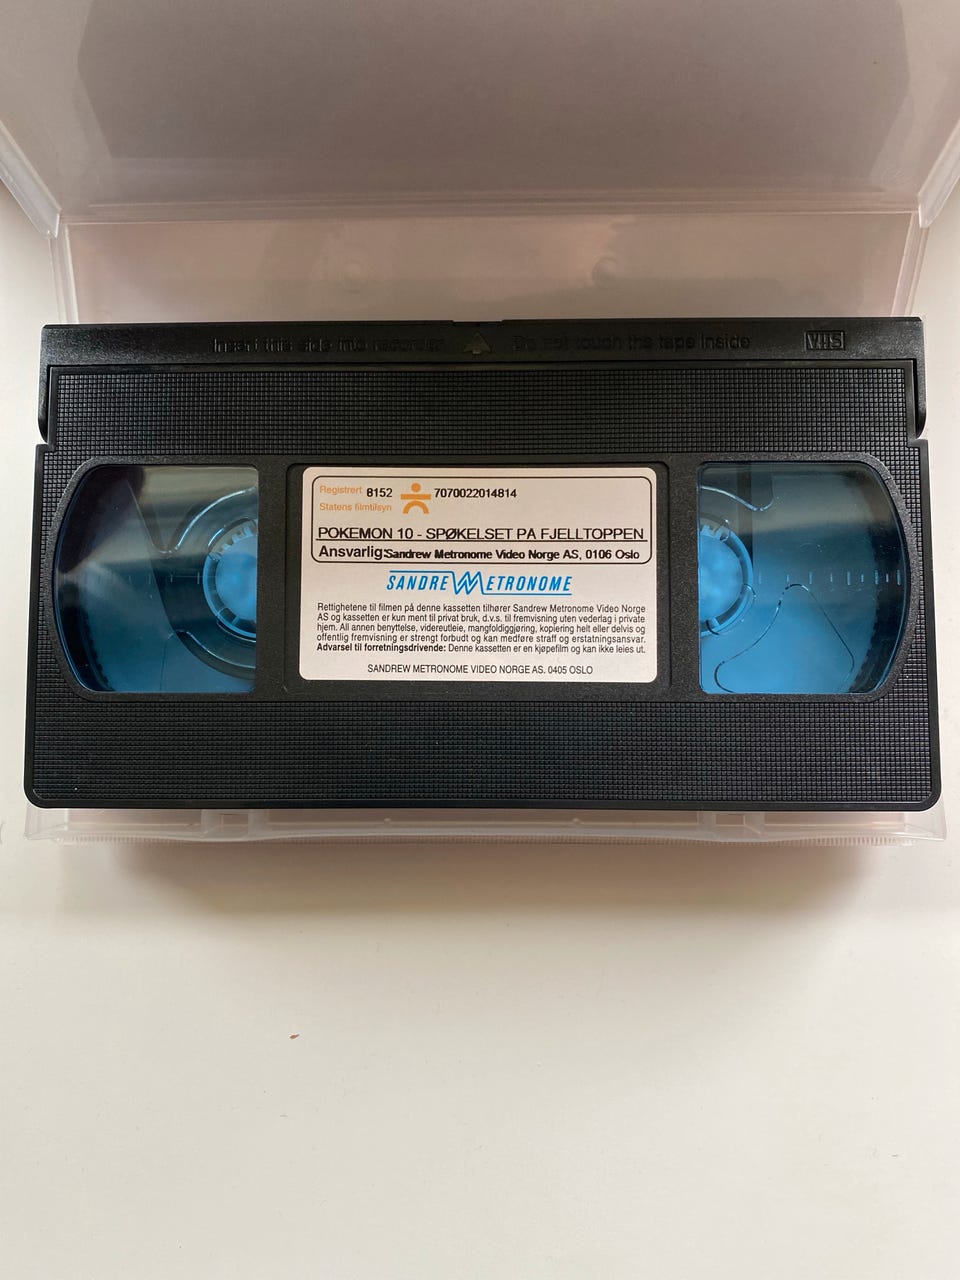 Insert this side into recorder Do not touch the tape inside VHS
Registrert 8152 7070022014814
Statens filmtilsyn
POKEMON 10 - SPØKELSET PÅ FJELLTOPPEN
Ansvarlig: Sandrew Metronome Video Norge AS, 0106 Oslo
SANDREW METRONOME
Rettighetene til filmen på denne kassetten tilhører Sandrew Metronome Video Norge
AS og kassetten er kun ment til privat bruk, d.v.s. til fremvisning uten vederlag i private
hjem. All annen benyttelse, videreutleie, mangfoldiggjøring, kopiering helt eller delvis og
offentlig fremvisning er strengt forbudt og kan medføre straff og erstatningsansvar.
Advarsel til forretningsdrivende: Denne kassetten er en kjøpefilm og kan ikke leies ut.
SANDREW METRONOME VIDEO NORGE AS. 0405 OSLO